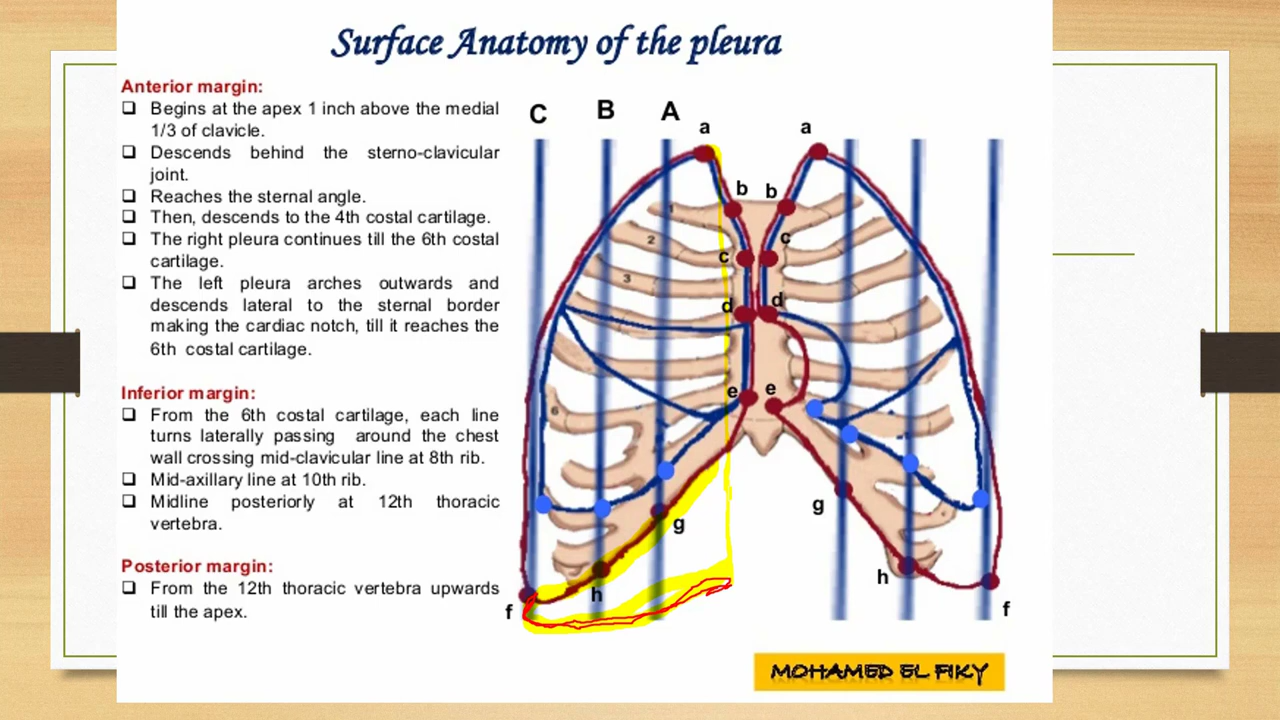 Surface Anatomy of the pleura
Anterior margin:
❑ Begins at the apex 1 inch above the medial
1/3 of clavicle.
❑ Descends behind the sterno-clavicular
joint.
❑ Reaches the sternal angle.
❑ Then, descends to the 4th costal cartilage.
❑ The right pleura continues till the 6th costal
cartilage.
❑ The left pleura arches outwards and
descends lateral to the sternal border
making the cardiac notch, till it reaches the
6th costal cartilage.
Inferior margin:
❑ From the 6th costal cartilage, each line
turns laterally passing around the chest
wall crossing mid-clavicular line at 8th rib.
❑ Mid-axillary line at 10th rib.
❑ Midline posteriorly at 12th thoracic
vertebra.
Posterior margin:
❑ From the 12th thoracic vertebra upwards
till the apex.
C B A
a a
b b
1
2
c c
3
d d
e e
6
g g
h h
f f
MOHAMED EL FIKY